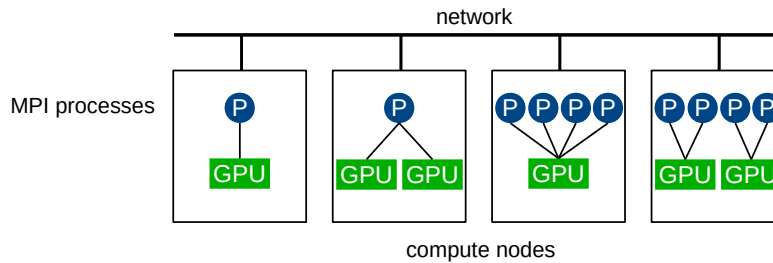 network
MPI processes
P P P P P P P P P P
GPU GPU GPU GPU GPU GPU
compute nodes